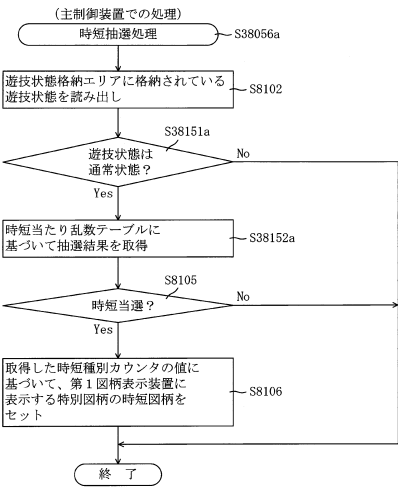 (主制御装置での処理)
時短抽選処理
S38056a
遊技状態格納エリアに格納されている
遊技状態を読み出し
S8102
S38151a
遊技状態は
通常状態？
No
Yes
時短当たり乱数テーブルに
基づいて抽選結果を取得
S38152a
S8105
時短当選？
No
Yes
取得した時短種別カウンタの値に
基づいて、第1図柄表示装置に
表示する特別図柄の時短図柄を
セット
S8106
終 了